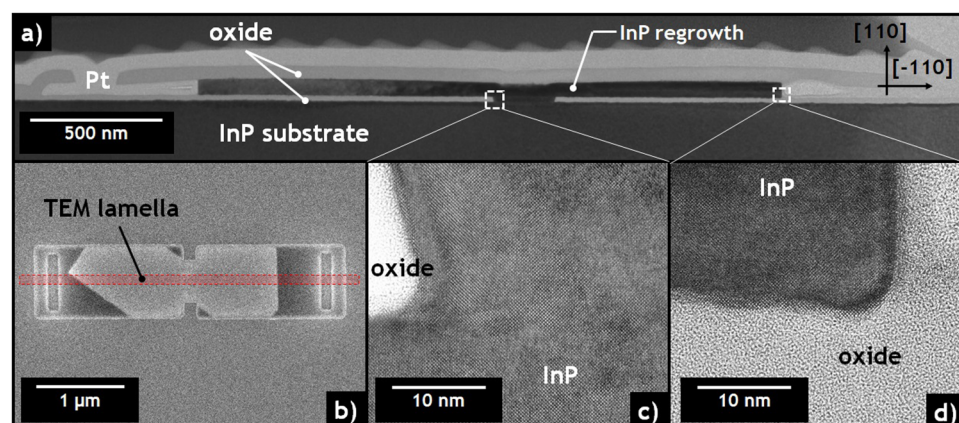 a)
oxide
InP regrowth
[110]
[-110]
Pt
500 nm
InP substrate
TEM lamella
1 µm
b)
oxide
InP
10 nm
c)
InP
oxide
10 nm
d)